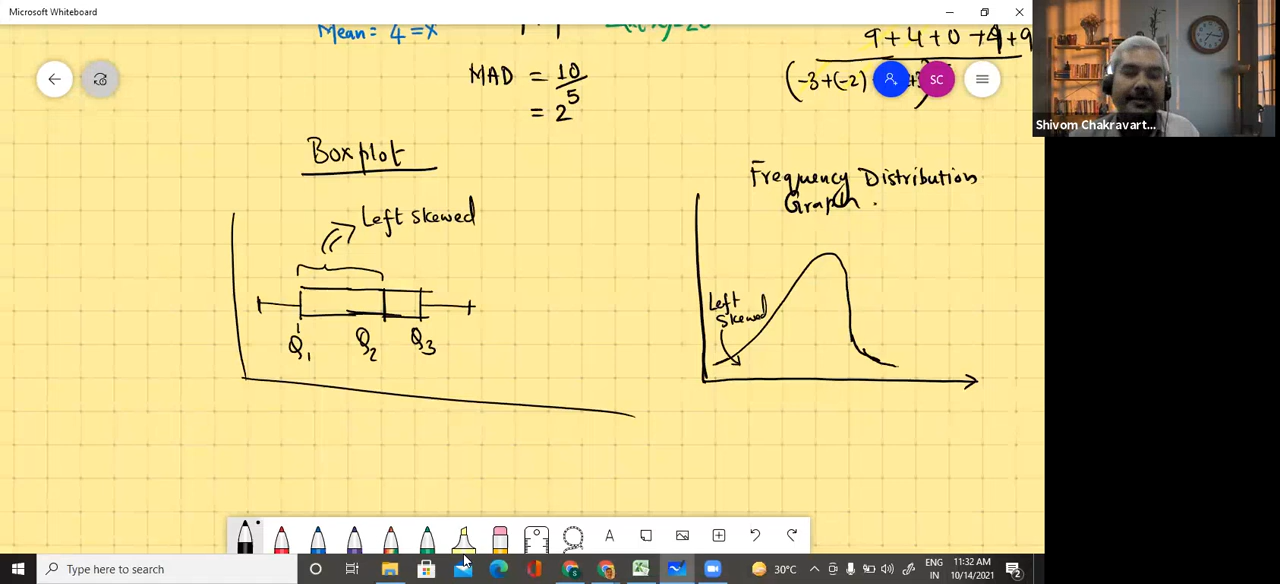 Microsoft Whiteboard
Mean = 4 = x
9 + 4 + 0 + 4 + 9
MAD = 10/5
= 2
(-3 + (-2)
SC
Shivom Chakravart...
Boxplot
Left skewed
Q1 Q2 Q3
Frequency Distribution
Graph.
Left
skewed
A
Type here to search
30°C
ENG
IN
11:32 AM
10/14/2021
2